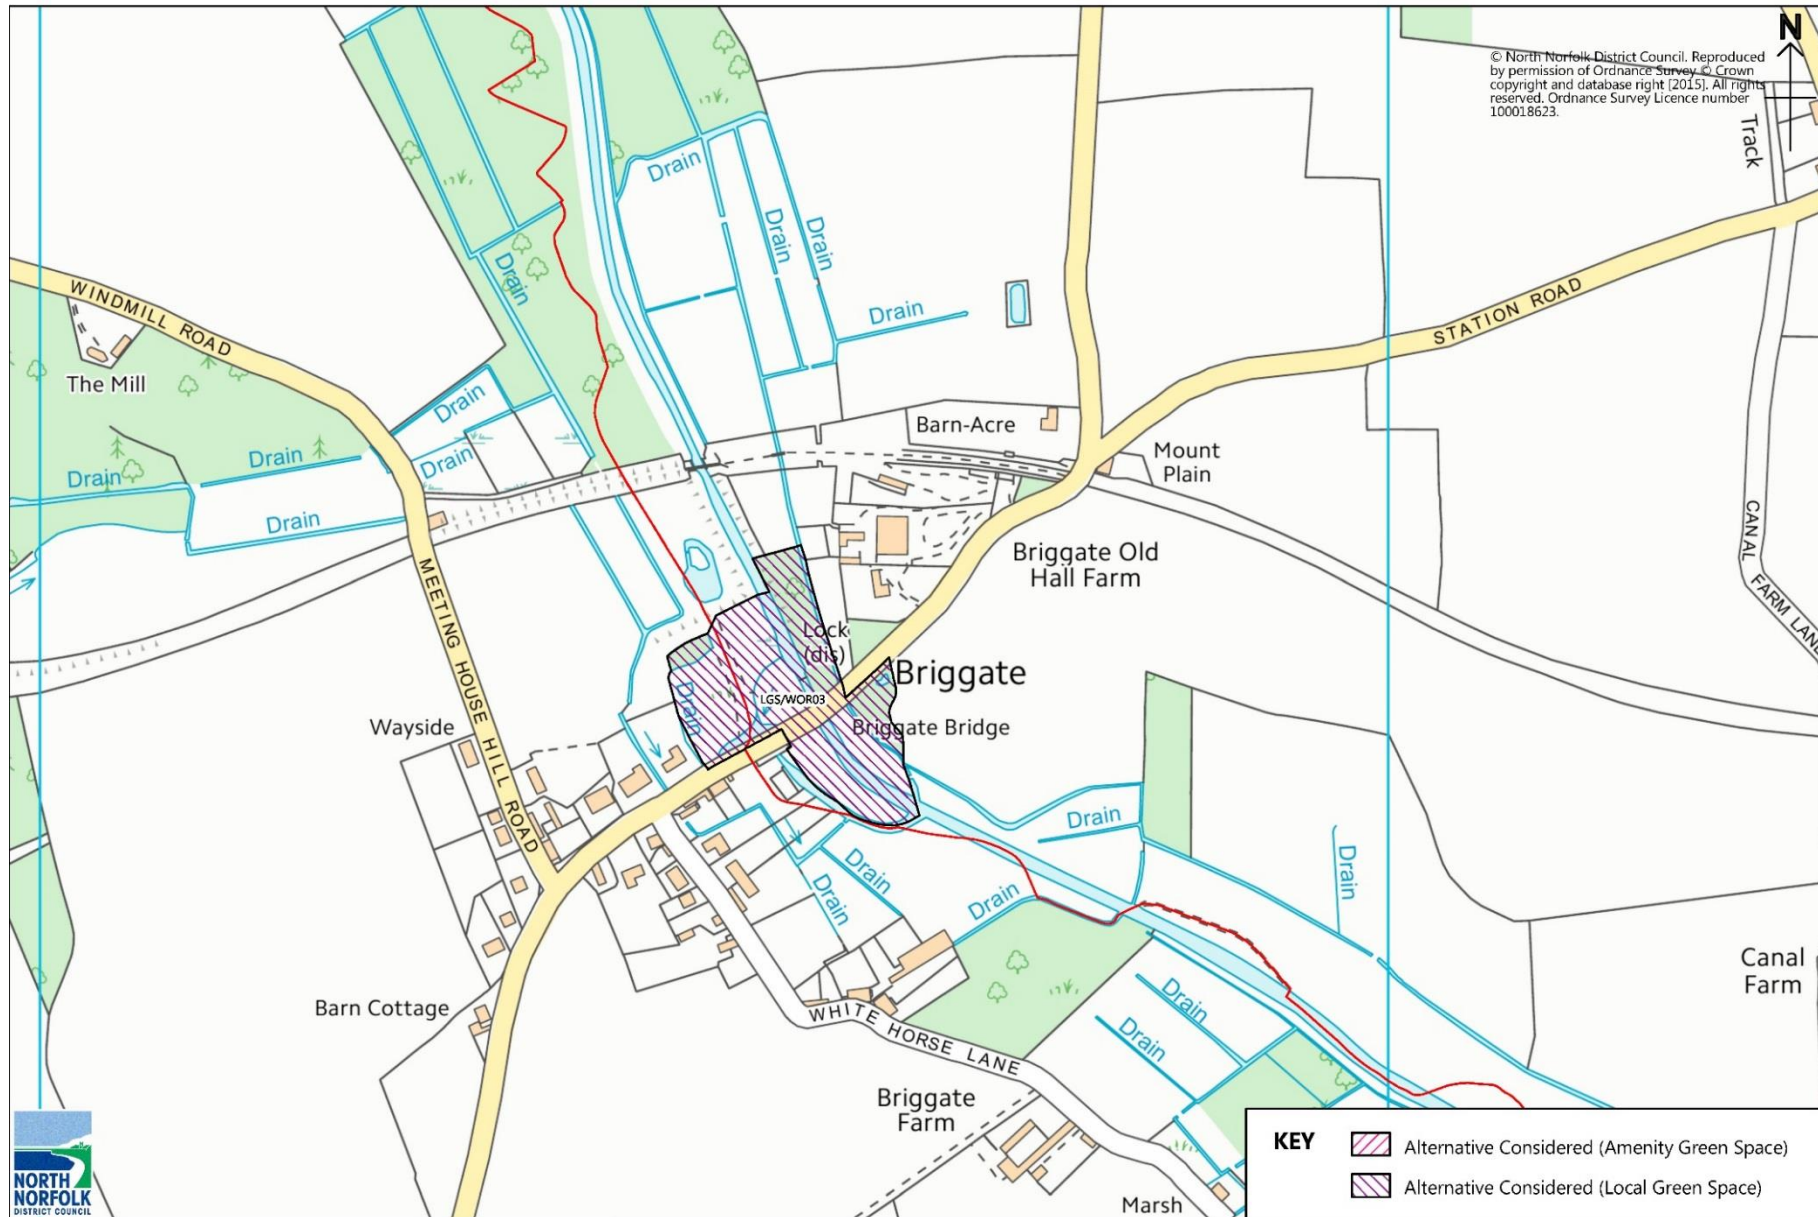 N
© North Norfolk District Council. Reproduced
by permission of Ordnance Survey © Crown
copyright and database right [2015]. All rights
reserved. Ordnance Survey Licence number
100018623.
Track
Drain
Drain
Drain
Drain
WINDMILL ROAD
Drain
STATION ROAD
The Mill
Drain
Barn-Acre
Mount
Plain
Drain
Drain
Drain
Drain
CANAL FARM LANE
Briggate Old
Hall Farm
MEETING HOUSE HILL ROAD
Lock
(dis)
Briggate
LGS/WOR03
Drain
Wayside
Briggate Bridge
Drain
Drain
Drain
Drain
Drain
Canal
Farm
Barn Cottage
Drain
WHITE HORSE LANE
Drain
Briggate
Farm
Marsh
NORTH
NORFOLK
DISTRICT COUNCIL
KEY
Alternative Considered (Amenity Green Space)
Alternative Considered (Local Green Space)